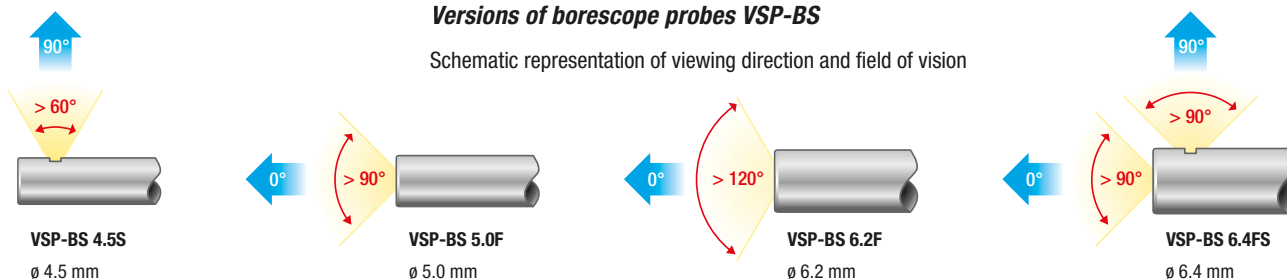 Versions of borescope probes VSP-BS
Schematic representation of viewing direction and field of vision
90°
> 60°
VSP-BS 4.5S
ø 4.5 mm
0°
> 90°
VSP-BS 5.0F
ø 5.0 mm
0°
> 120°
VSP-BS 6.2F
ø 6.2 mm
90°
> 90°
0°
> 90°
VSP-BS 6.4FS
ø 6.4 mm